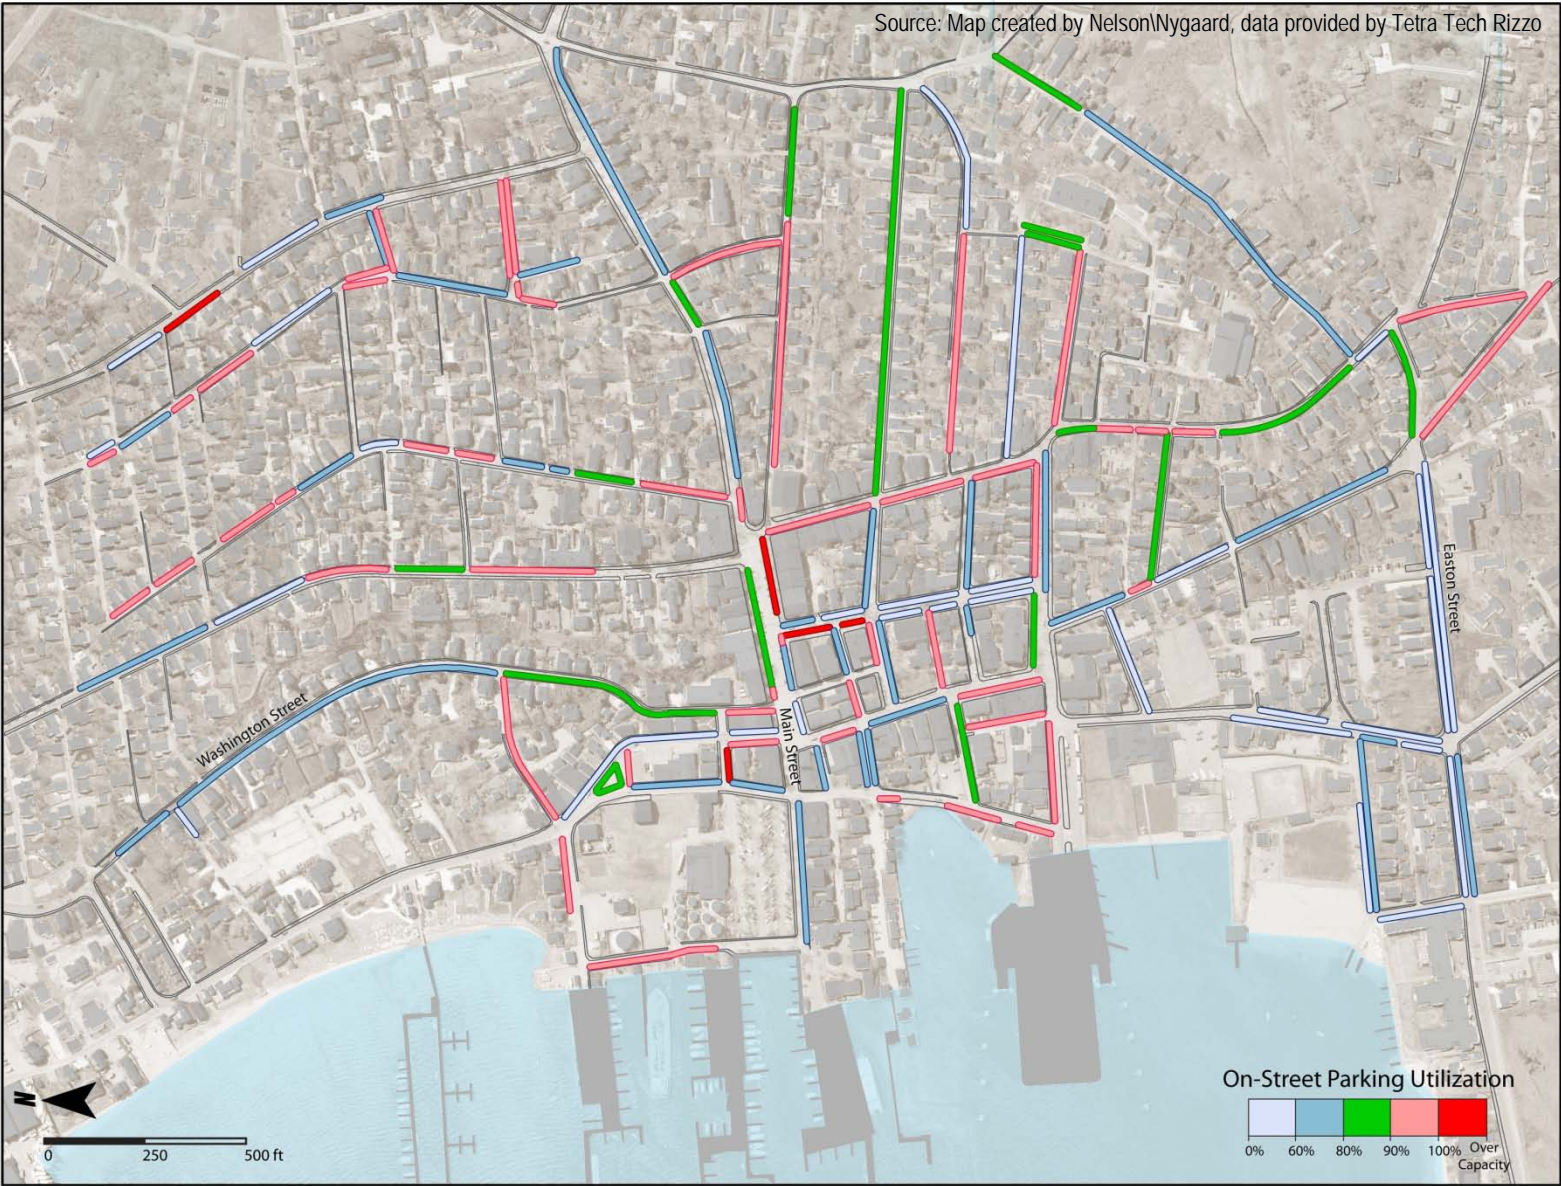 Source: Map created by Nelson\Nygaard, data provided by Tetra Tech Rizzo
Easton Street
Washington Street
Main Street
N
0 250 500 ft
On-Street Parking Utilization
0% 60% 80% 90% 100% Over
Capacity